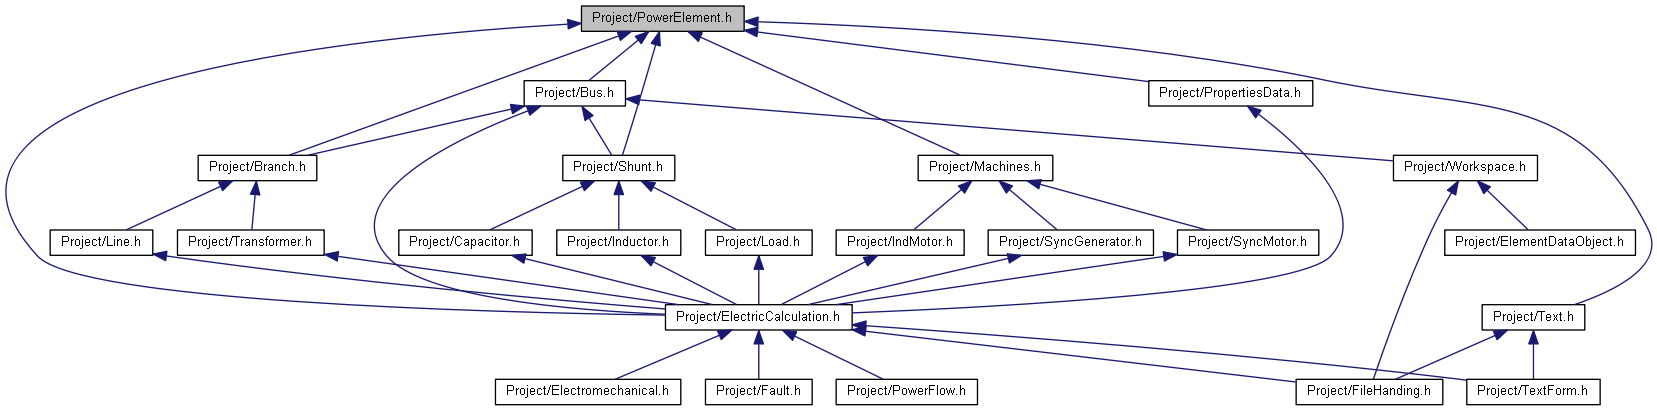 Project/PowerElement.h
Project/Bus.h
Project/PropertiesData.h
Project/Branch.h
Project/Shunt.h
Project/Machines.h
Project/Workspace.h
Project/Line.h
Project/Transformer.h
Project/Capacitor.h
Project/Inductor.h
Project/Load.h
Project/IndMotor.h
Project/SyncGenerator.h
Project/SyncMotor.h
Project/ElementDataObject.h
Project/ElectricCalculation.h
Project/Text.h
Project/Electromechanical.h
Project/Fault.h
Project/PowerFlow.h
Project/FileHanding.h
Project/TextForm.h